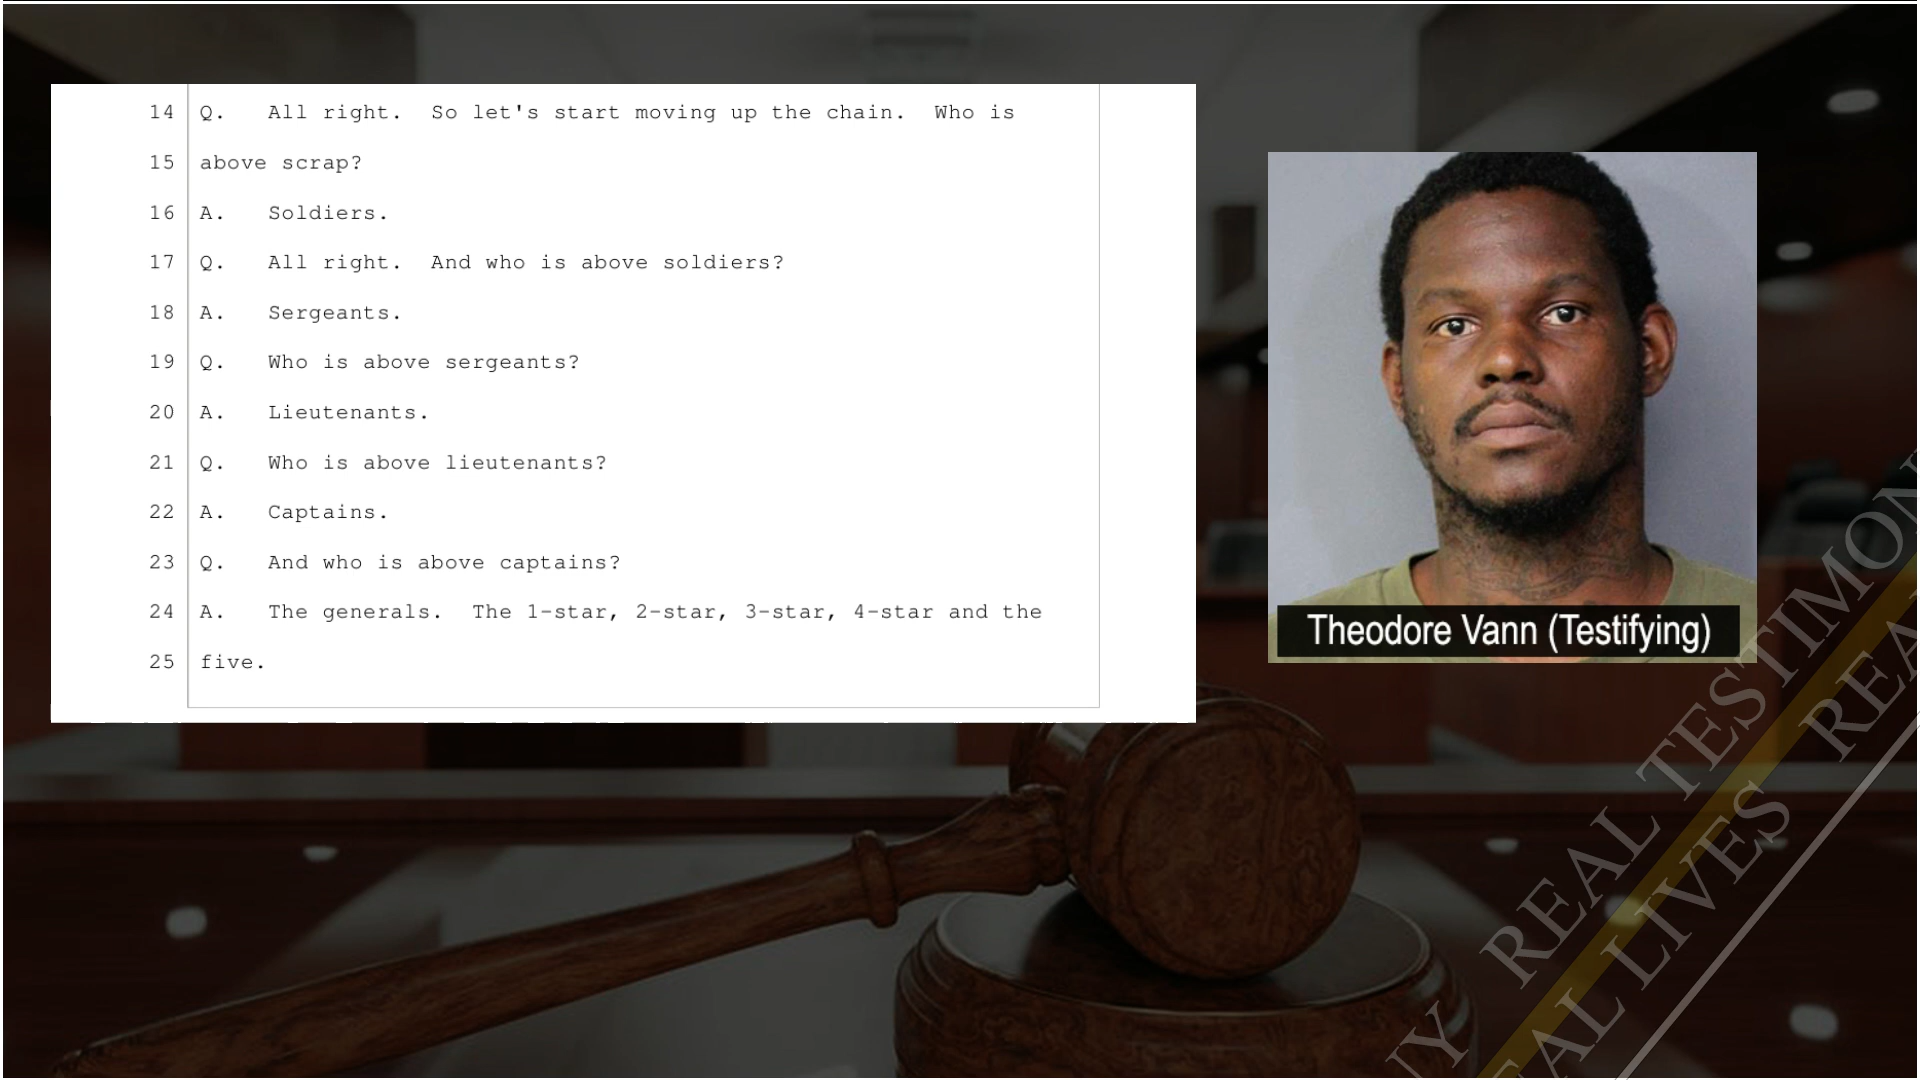 14 Q. All right. So let's start moving up the chain. Who is
15 above scrap?
16 A. Soldiers.
17 Q. All right. And who is above soldiers?
18 A. Sergeants.
19 Q. Who is above sergeants?
20 A. Lieutenants.
21 Q. Who is above lieutenants?
22 A. Captains.
23 Q. And who is above captains?
24 A. The generals. The 1-star, 2-star, 3-star, 4-star and the
25 five.
Theodore Vann (Testifying)
REAL TESTIMON
REAL LIVES REA